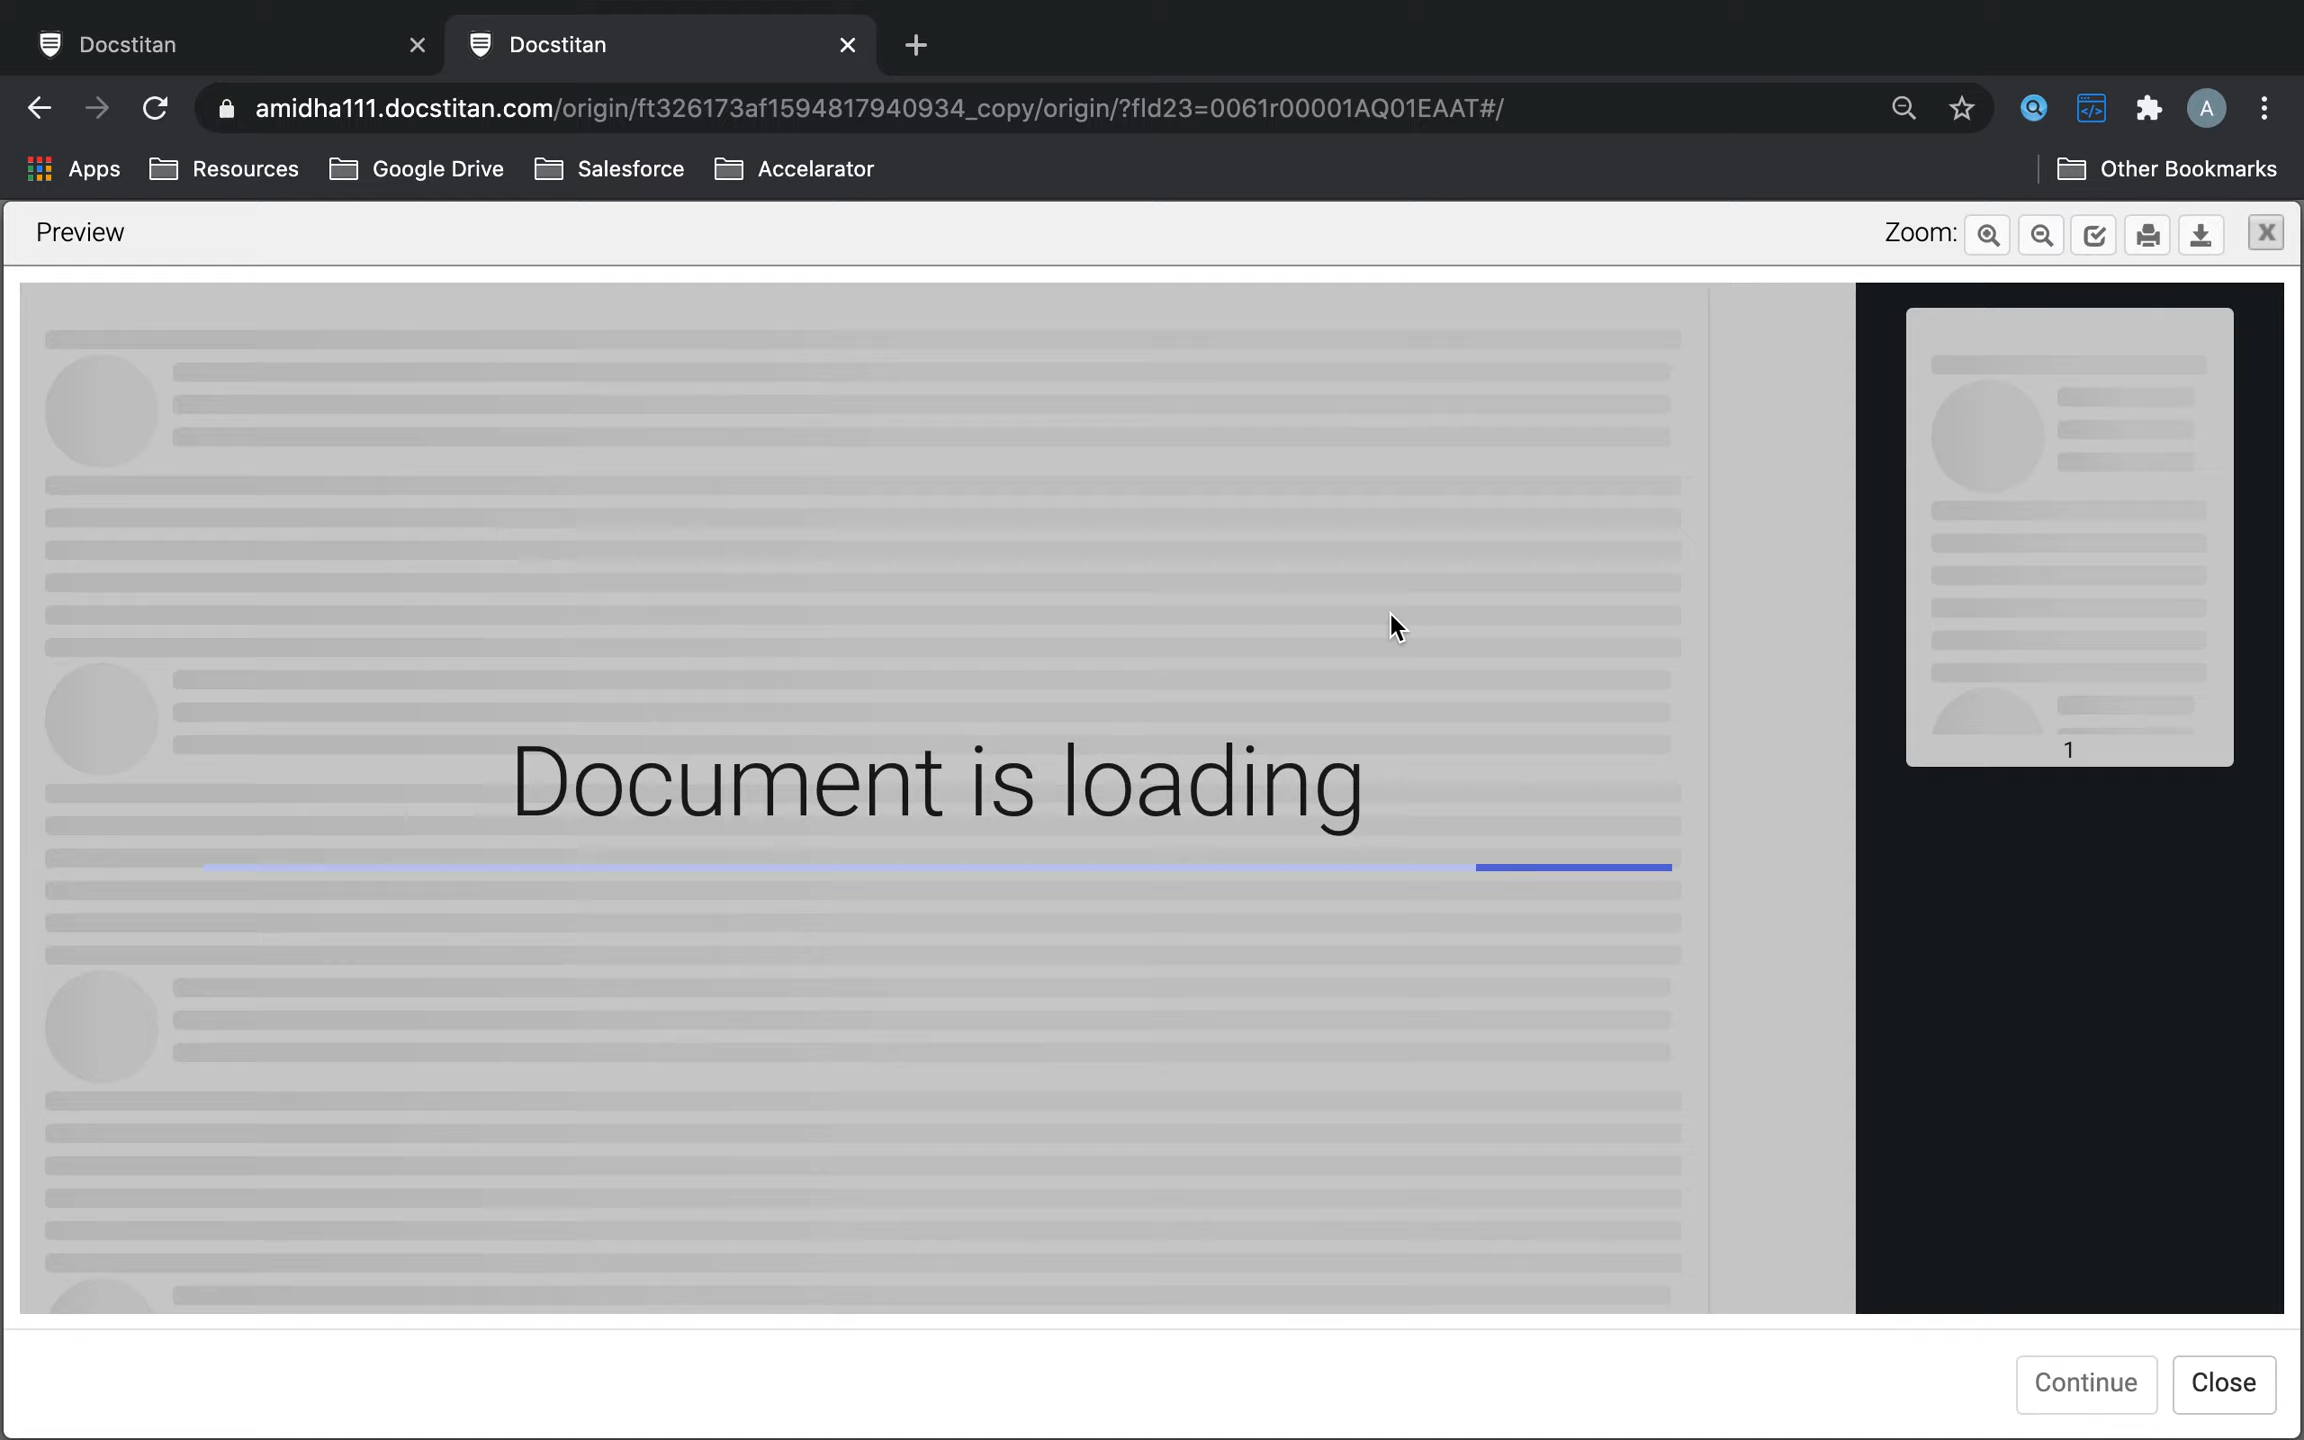 Docstitan
Docstitan
amidha111.docstitan.com/origin/ft326173af1594817940934_copy/origin/?fld23=0061r00001AQ01EAAT#/
A
Apps
Resources
Google Drive
Salesforce
Accelarator
Other Bookmarks
Preview
Zoom:
X
1
Document is loading
Continue
Close